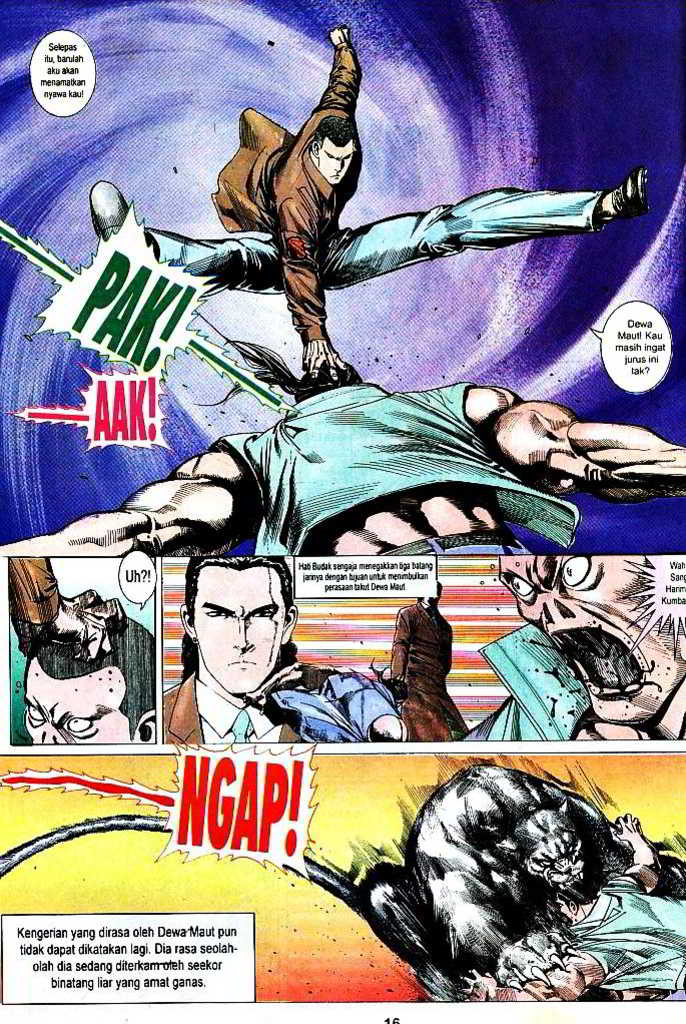 Selepas
itu, barulah
aku akan
menamatkan
nyawa kau!
PAK!
AAK!
Dewa
Maut! Kau
masih ingat
jurus ini
tak?
Uh?!
Hati Budak sengaja menegakkan tiga batang
jarinya dengan tujuan untuk menimbulkan
perasaan takut Dewa Maut.
Wah
Sang
Harim
Kumba
NGAP!
Kengerian yang dirasa oleh Dewa Maut pun
tidak dapat dikatakan lagi. Dia rasa seolah-
olah dia sedang diterkam oleh seekor
binatang liar yang amat ganas.
16